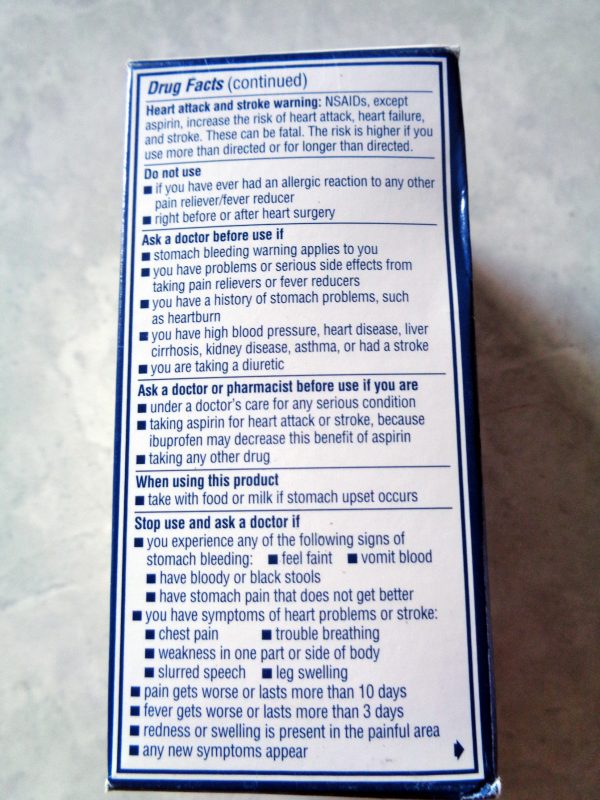 Drug Facts (continued)
Heart attack and stroke warning: NSAIDs, except
aspirin, increase the risk of heart attack, heart failure,
and stroke. These can be fatal. The risk is higher if you
use more than directed or for longer than directed.
Do not use
■ if you have ever had an allergic reaction to any other
pain reliever/fever reducer
■ right before or after heart surgery
Ask a doctor before use if
■ stomach bleeding warning applies to you
■ you have problems or serious side effects from
taking pain relievers or fever reducers
■ you have a history of stomach problems, such
as heartburn
■ you have high blood pressure, heart disease, liver
cirrhosis, kidney disease, asthma, or had a stroke
■ you are taking a diuretic
Ask a doctor or pharmacist before use if you are
■ under a doctor's care for any serious condition
■ taking aspirin for heart attack or stroke, because
ibuprofen may decrease this benefit of aspirin
■ taking any other drug
When using this product
■ take with food or milk if stomach upset occurs
Stop use and ask a doctor if
■ you experience any of the following signs of
stomach bleeding: ■ feel faint ■ vomit blood
■ have bloody or black stools
■ have stomach pain that does not get better
■ you have symptoms of heart problems or stroke:
■ chest pain ■ trouble breathing
■ weakness in one part or side of body
■ slurred speech ■ leg swelling
■ pain gets worse or lasts more than 10 days
■ fever gets worse or lasts more than 3 days
■ redness or swelling is present in the painful area
■ any new symptoms appear